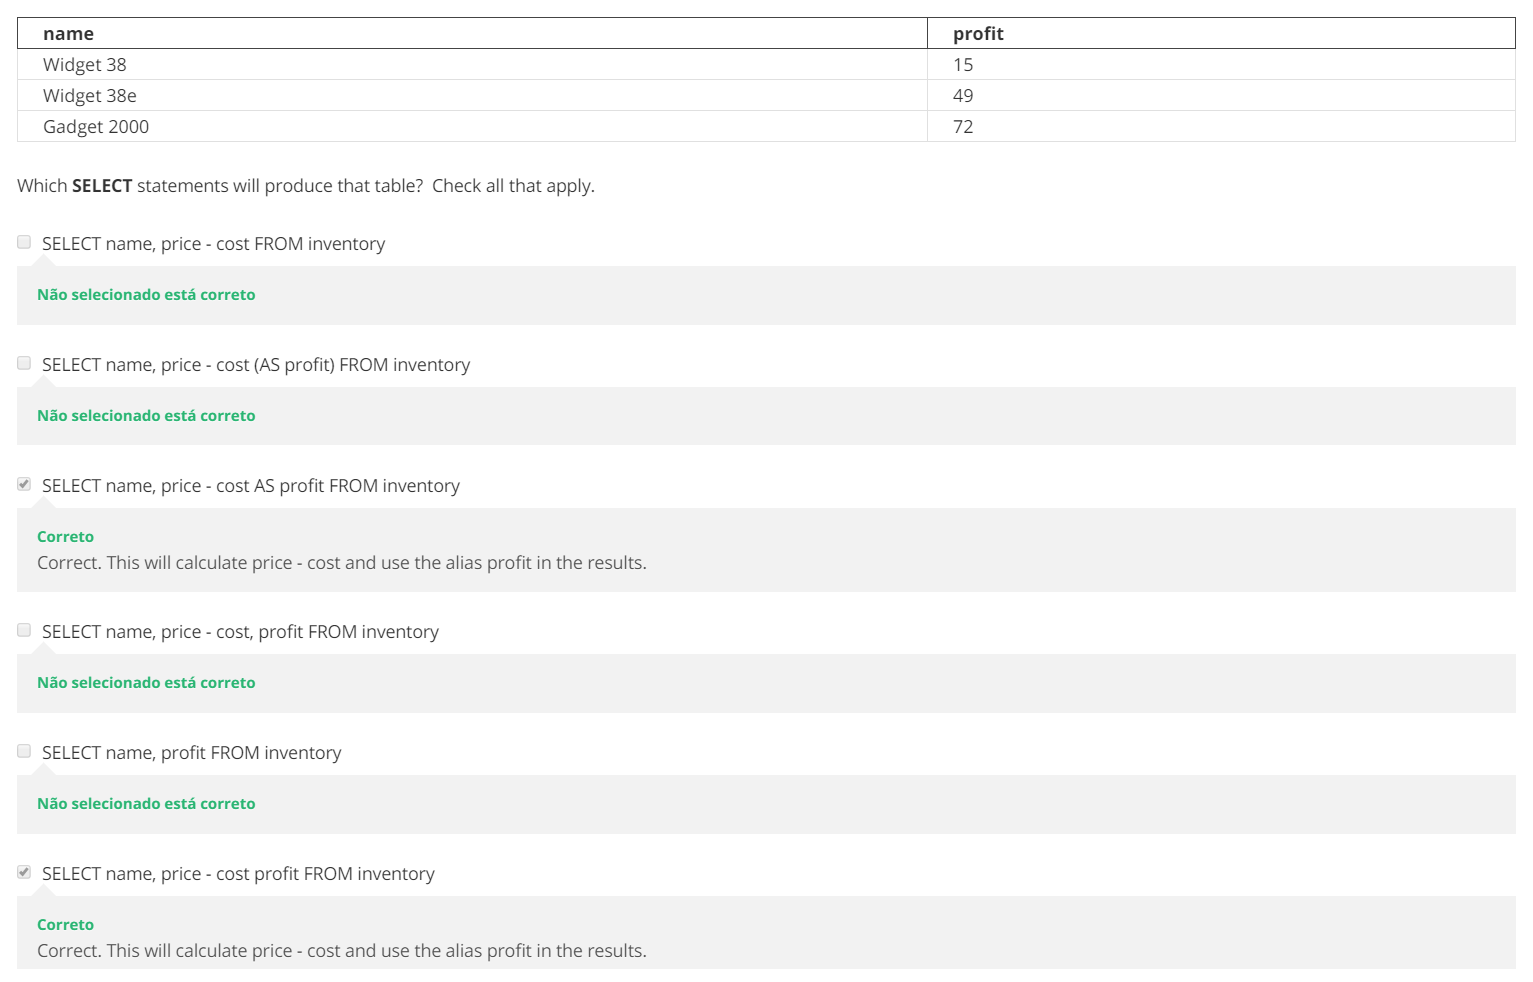 name profit
Widget 38 15
Widget 38e 49
Gadget 2000 72
Which SELECT statements will produce that table?  Check all that apply.
SELECT name, price - cost FROM inventory
Não selecionado está correto
SELECT name, price - cost (AS profit) FROM inventory
Não selecionado está correto
SELECT name, price - cost AS profit FROM inventory
Correto
Correct. This will calculate price - cost and use the alias profit in the results.
SELECT name, price - cost, profit FROM inventory
Não selecionado está correto
SELECT name, profit FROM inventory
Não selecionado está correto
SELECT name, price - cost profit FROM inventory
Correto
Correct. This will calculate price - cost and use the alias profit in the results.